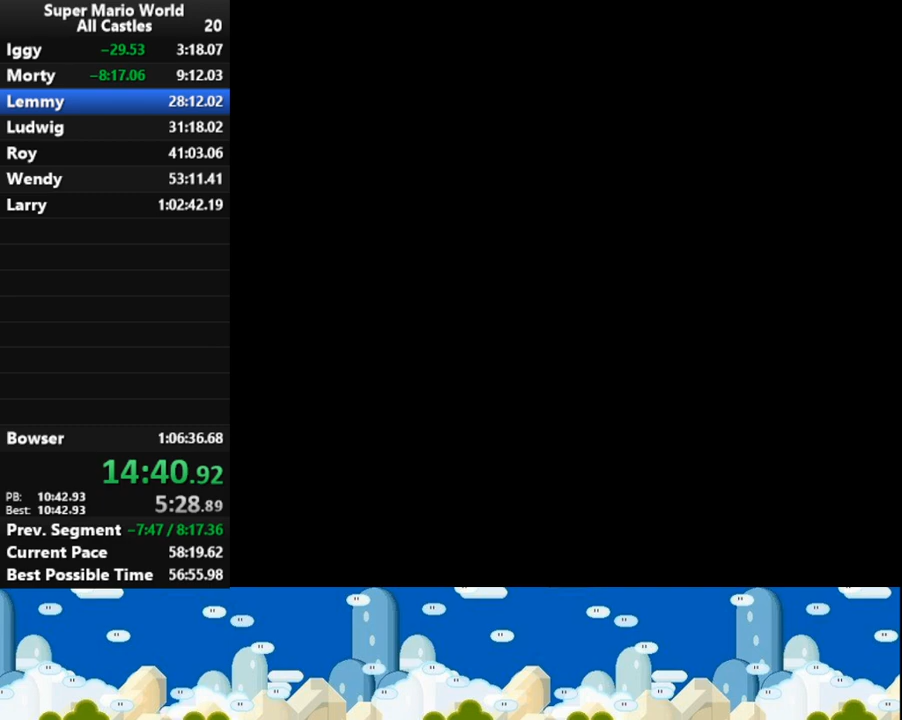 Super Mario World
All Castles 20
Iggy −29.53 3:18.07
Morty −8:17.06 9:12.03
Lemmy 28:12.02
Ludwig 31:18.02
Roy 41:03.06
Wendy 53:11.41
Larry 1:02:42.19
Bowser 1:06:36.68
14:40.92
PB: 10:42.93
Best: 10:42.93
5:28.89
Prev. Segment −7:47 / 8:17.36
Current Pace 58:19.62
Best Possible Time 56:55.98